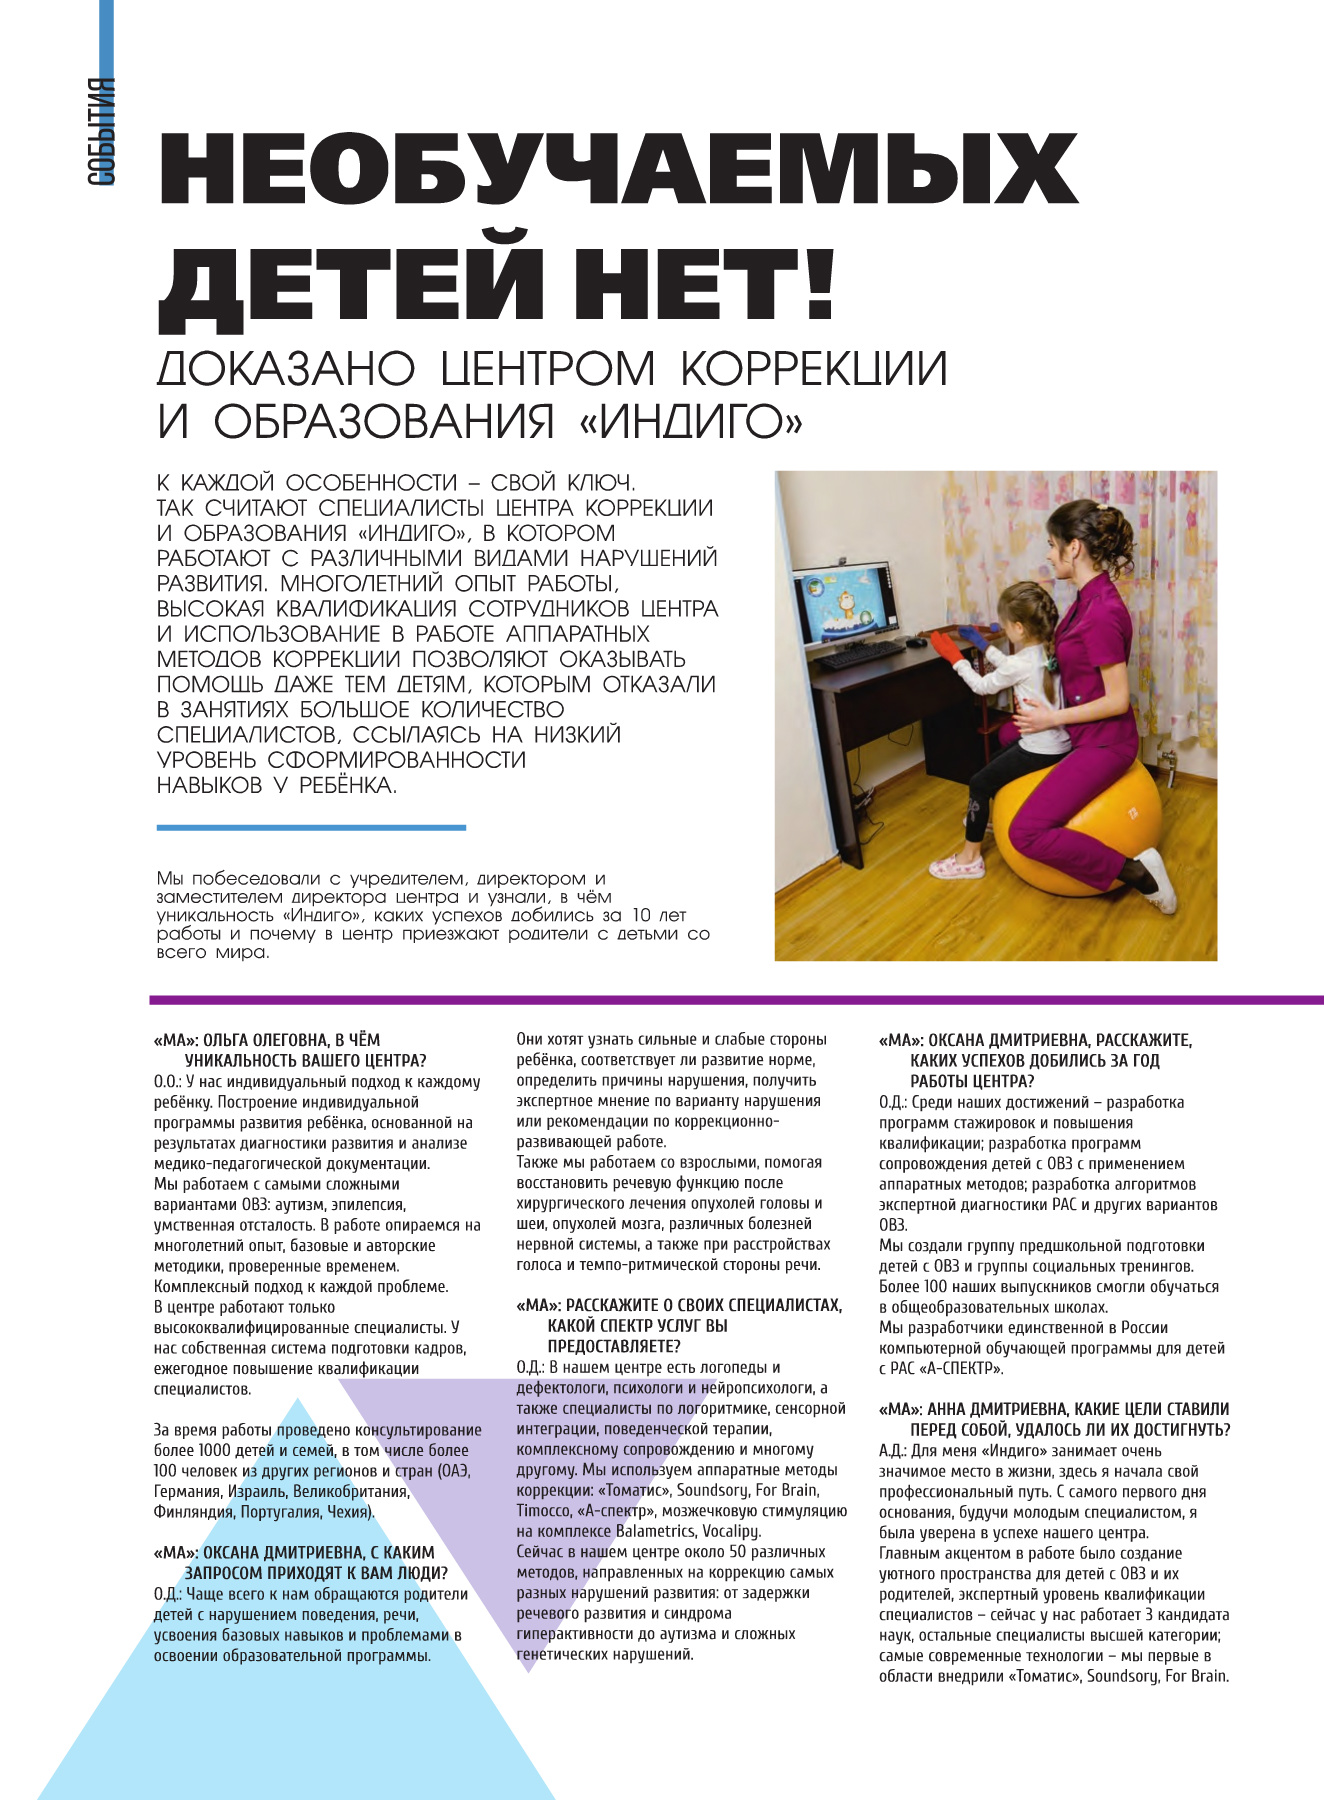 СОБЫТИЯ
НЕОБУЧАЕМЫХ
ДЕТЕЙ НЕТ!
ДОКАЗАНО ЦЕНТРОМ КОРРЕКЦИИ
И ОБРАЗОВАНИЯ «ИНДИГО»
К КАЖДОЙ ОСОБЕННОСТИ – СВОЙ КЛЮЧ.
ТАК СЧИТАЮТ СПЕЦИАЛИСТЫ ЦЕНТРА КОРРЕКЦИИ
И ОБРАЗОВАНИЯ «ИНДИГО», В КОТОРОМ
РАБОТАЮТ С РАЗЛИЧНЫМИ ВИДАМИ НАРУШЕНИЙ
РАЗВИТИЯ. МНОГОЛЕТНИЙ ОПЫТ РАБОТЫ,
ВЫСОКАЯ КВАЛИФИКАЦИЯ СОТРУДНИКОВ ЦЕНТРА
И ИСПОЛЬЗОВАНИЕ В РАБОТЕ АППАРАТНЫХ
МЕТОДОВ КОРРЕКЦИИ ПОЗВОЛЯЮТ ОКАЗЫВАТЬ
ПОМОЩЬ ДАЖЕ ТЕМ ДЕТЯМ, КОТОРЫМ ОТКАЗАЛИ
В ЗАНЯТИЯХ БОЛЬШОЕ КОЛИЧЕСТВО
СПЕЦИАЛИСТОВ, ССЫЛАЯСЬ НА НИЗКИЙ
УРОВЕНЬ СФОРМИРОВАННОСТИ
НАВЫКОВ У РЕБЁНКА.
Мы побеседовали с учредителем, директором и
заместителем директора центра и узнали, в чём
уникальность «Индиго», каких успехов добились за 10 лет
работы и почему в центр приезжают родители с детьми со
всего мира.
«МА»: ОЛЬГА ОЛЕГОВНА, В ЧЁМ
УНИКАЛЬНОСТЬ ВАШЕГО ЦЕНТРА?
О.О.: У нас индивидуальный подход к каждому
ребёнку. Построение индивидуальной
программы развития ребёнка, основанной на
результатах диагностики развития и анализе
медико-педагогической документации.
Мы работаем с самыми сложными
вариантами ОВЗ: аутизм, эпилепсия,
умственная отсталость. В работе опираемся на
многолетний опыт, базовые и авторские
методики, проверенные временем.
Комплексный подход к каждой проблеме.
В центре работают только
высококвалифицированные специалисты. У
нас собственная система подготовки кадров,
ежегодное повышение квалификации
специалистов.
За время работы проведено консультирование
более 1000 детей и семей, в том числе более
100 человек из других регионов и стран (ОАЭ,
Германия, Израиль, Великобритания,
Финляндия, Португалия, Чехия).
«МА»: ОКСАНА ДМИТРИЕВНА, С КАКИМ
ЗАПРОСОМ ПРИХОДЯТ К ВАМ ЛЮДИ?
О.Д.: Чаще всего к нам обращаются родители
детей с нарушением поведения, речи,
усвоения базовых навыков и проблемами в
освоении образовательной программы.
Они хотят узнать сильные и слабые стороны
ребёнка, соответствует ли развитие норме,
определить причины нарушения, получить
экспертное мнение по варианту нарушения
или рекомендации по коррекционно-
развивающей работе.
Также мы работаем со взрослыми, помогая
восстановить речевую функцию после
хирургического лечения опухолей головы и
шеи, опухолей мозга, различных болезней
нервной системы, а также при расстройствах
голоса и темпо-ритмической стороны речи.
«МА»: РАССКАЖИТЕ О СВОИХ СПЕЦИАЛИСТАХ,
КАКОЙ СПЕКТР УСЛУГ ВЫ
ПРЕДОСТАВЛЯЕТЕ?
О.Д.: В нашем центре есть логопеды и
дефектологи, психологи и нейропсихологи, а
также специалисты по логоритмике, сенсорной
интеграции, поведенческой терапии,
комплексному сопровождению и многому
другому. Мы используем аппаратные методы
коррекции: «Томатис», Soundsory, For Brain,
Timocco, «А-спектр», мозжечковую стимуляцию
на комплексе Balametrics, Vocalipy.
Сейчас в нашем центре около 50 различных
методов, направленных на коррекцию самых
разных нарушений развития: от задержки
речевого развития и синдрома
гиперактивности до аутизма и сложных
генетических нарушений.
«МА»: ОКСАНА ДМИТРИЕВНА, РАССКАЖИТЕ,
КАКИХ УСПЕХОВ ДОБИЛИСЬ ЗА ГОД
РАБОТЫ ЦЕНТРА?
О.Д.: Среди наших достижений – разработка
программ стажировок и повышения
квалификации; разработка программ
сопровождения детей с ОВЗ с применением
аппаратных методов; разработка алгоритмов
экспертной диагностики РАС и других вариантов
ОВЗ.
Мы создали группу предшкольной подготовки
детей с ОВЗ и группы социальных тренингов.
Более 100 наших выпускников смогли обучаться
в общеобразовательных школах.
Мы разработчики единственной в России
компьютерной обучающей программы для детей
с РАС «А-СПЕКТР».
«МА»: АННА ДМИТРИЕВНА, КАКИЕ ЦЕЛИ СТАВИЛИ
ПЕРЕД СОБОЙ, УДАЛОСЬ ЛИ ИХ ДОСТИГНУТЬ?
А.Д.: Для меня «Индиго» занимает очень
значимое место в жизни, здесь я начала свой
профессиональный путь. С самого первого дня
основания, будучи молодым специалистом, я
была уверена в успехе нашего центра.
Главным акцентом в работе было создание
уютного пространства для детей с ОВЗ и их
родителей, экспертный уровень квалификации
специалистов – сейчас у нас работает 3 кандидата
наук, остальные специалисты высшей категории;
самые современные технологии – мы первые в
области внедрили «Томатис», Soundsory, For Brain.